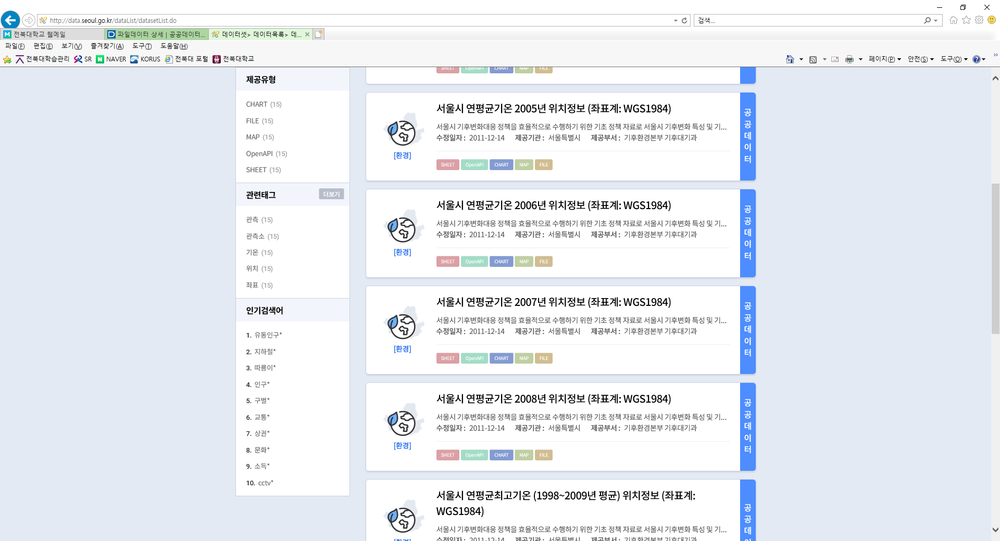 http://data.seoul.go.kr/dataList/datasetList.do
검색...
전북대학교 웹메일
파일데이터 상세 | 공공데이터...
데이터셋> 데이터목록> 데...
파일(F) 편집(E) 보기(V) 즐겨찾기(A) 도구(T) 도움말(H)
전북대학습관리 SR NAVER KORUS 전북대 포털 전북대학교
페이지(P) 안전(S) 도구(O)
제공유형
CHART (15)
FILE (15)
MAP (15)
OpenAPI (15)
SHEET (15)
관련태그 더보기
관측 (15)
관측소 (15)
기온 (15)
위치 (15)
좌표 (15)
인기검색어
1. 유동인구*
2. 지하철*
3. 따릉이*
4. 인구*
5. 구별*
6. 교통*
7. 상권*
8. 문화*
9. 소득*
10. cctv*
SHEET OpenAPI CHART MAP FILE
서울시 연평균기온 2005년 위치정보 (좌표계: WGS1984)
서울시 기후변화대응 정책을 효율적으로 수행하기 위한 기초 정책 자료로 서울시 기후변화 특성 및 기...
수정일자 : 2011-12-14 제공기관 : 서울특별시 제공부서 : 기후환경본부 기후대기과
[환경]
SHEET OpenAPI CHART MAP FILE
공공데이터
서울시 연평균기온 2006년 위치정보 (좌표계: WGS1984)
서울시 기후변화대응 정책을 효율적으로 수행하기 위한 기초 정책 자료로 서울시 기후변화 특성 및 기...
수정일자 : 2011-12-14 제공기관 : 서울특별시 제공부서 : 기후환경본부 기후대기과
[환경]
SHEET OpenAPI CHART MAP FILE
공공데이터
서울시 연평균기온 2007년 위치정보 (좌표계: WGS1984)
서울시 기후변화대응 정책을 효율적으로 수행하기 위한 기초 정책 자료로 서울시 기후변화 특성 및 기...
수정일자 : 2011-12-14 제공기관 : 서울특별시 제공부서 : 기후환경본부 기후대기과
[환경]
SHEET OpenAPI CHART MAP FILE
공공데이터
서울시 연평균기온 2008년 위치정보 (좌표계: WGS1984)
서울시 기후변화대응 정책을 효율적으로 수행하기 위한 기초 정책 자료로 서울시 기후변화 특성 및 기...
수정일자 : 2011-12-14 제공기관 : 서울특별시 제공부서 : 기후환경본부 기후대기과
[환경]
SHEET OpenAPI CHART MAP FILE
공공데이터
서울시 연평균최고기온 (1998~2009년 평균) 위치정보 (좌표계:
WGS1984)
서울시 기후변화대응 정책을 효율적으로 수행하기 위한 기초 정책 자료로 서울시 기후변화 특성 및 기...
수정일자 : 2011-12-14 제공기관 : 서울특별시 제공부서 : 기후환경본부 기후대기과
[환경]
공공데이